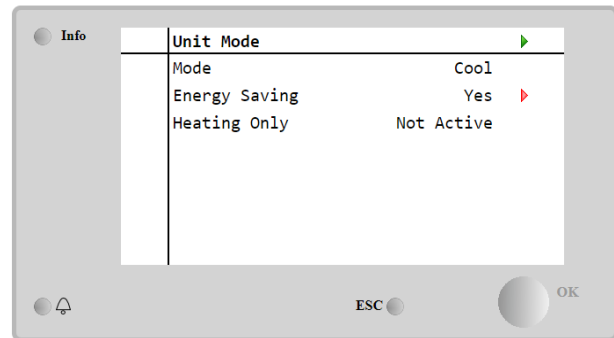 Info
Unit Mode
Mode Cool
Energy Saving Yes
Heating Only Not Active
ESC
OK